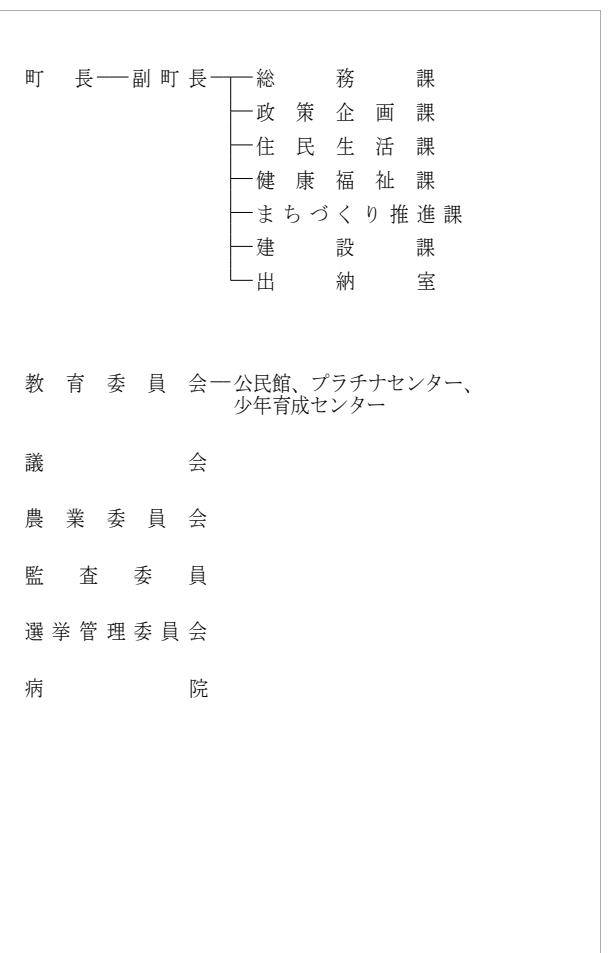 町長―副町長―総務課
政策企画課
住民生活課
健康福祉課
まちづくり推進課
建設課
出納室
教育委員会―公民館、プラチナセンター、
少年育成センター
議会
農業委員会
監査委員
選挙管理委員会
病院